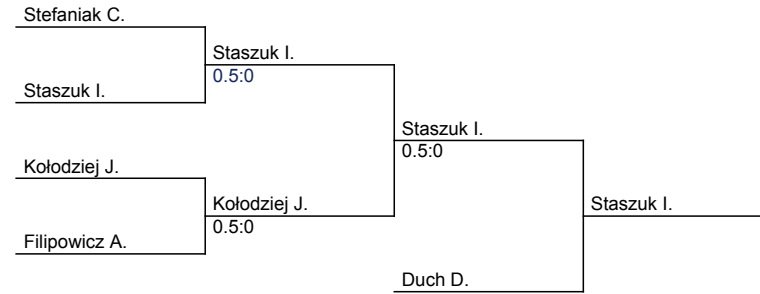 Stefaniak C.
Staszuk I.
0.5:0
Staszuk I.
Staszuk I.
0.5:0
Kołodziej J.
Kołodziej J.
0.5:0
Staszuk I.
Filipowicz A.
Duch D.